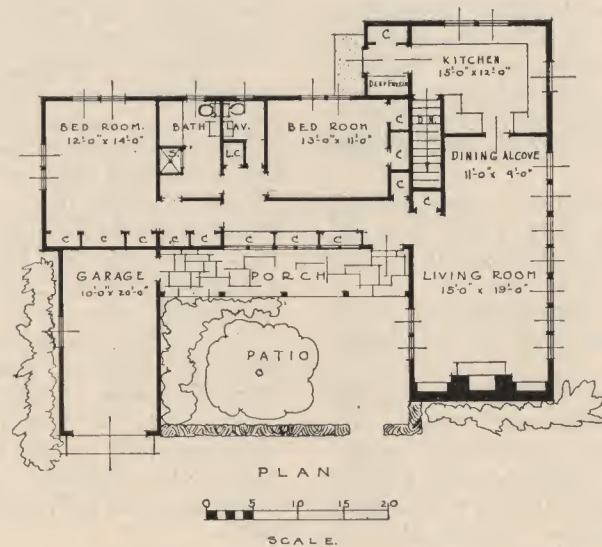 C
KITCHEN
15'-0" x 12'-0"
DEEP FREEZE
BED ROOM.
12'-0" x 14'-0"
BATH
LAV.
BED ROOM
13'-0" x 11'-0"
C
D.N.
S.
L.C
C
DINING ALCOVE
11'-0" x 9'-0"
C
C
C C C C C C C C
GARAGE
10'-0" x 20'-0"
PORCH
LIVING ROOM
15'-0" x 19'-0"
PATIO
PLAN
0 5 10 15 20
SCALE.